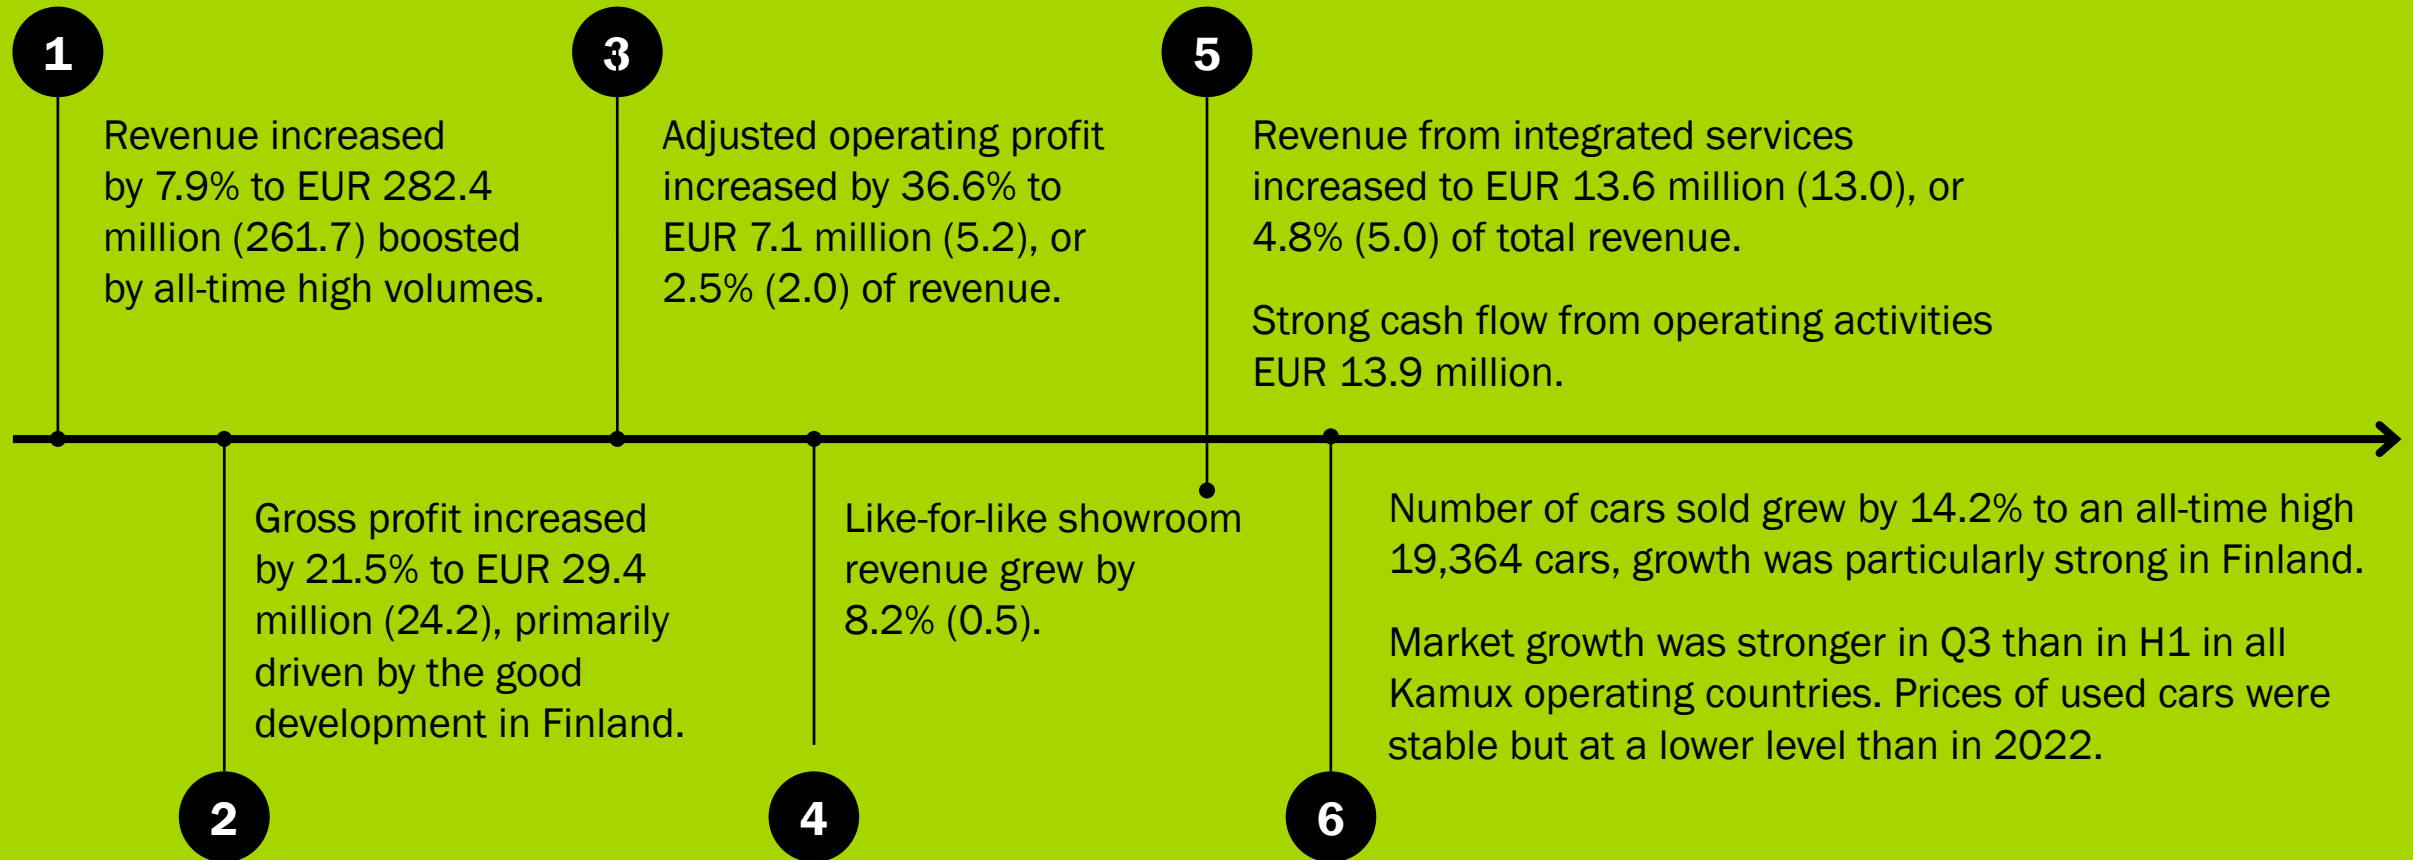 1
Revenue increased
by 7.9% to EUR 282.4
million (261.7) boosted
by all-time high volumes.
2
Gross profit increased
by 21.5% to EUR 29.4
million (24.2), primarily
driven by the good
development in Finland.
3
Adjusted operating profit
increased by 36.6% to
EUR 7.1 million (5.2), or
2.5% (2.0) of revenue.
4
Like-for-like showroom
revenue grew by
8.2% (0.5).
5
Revenue from integrated services
increased to EUR 13.6 million (13.0), or
4.8% (5.0) of total revenue.
Strong cash flow from operating activities
EUR 13.9 million.
6
Number of cars sold grew by 14.2% to an all-time high
19,364 cars, growth was particularly strong in Finland.
Market growth was stronger in Q3 than in H1 in all
Kamux operating countries. Prices of used cars were
stable but at a lower level than in 2022.